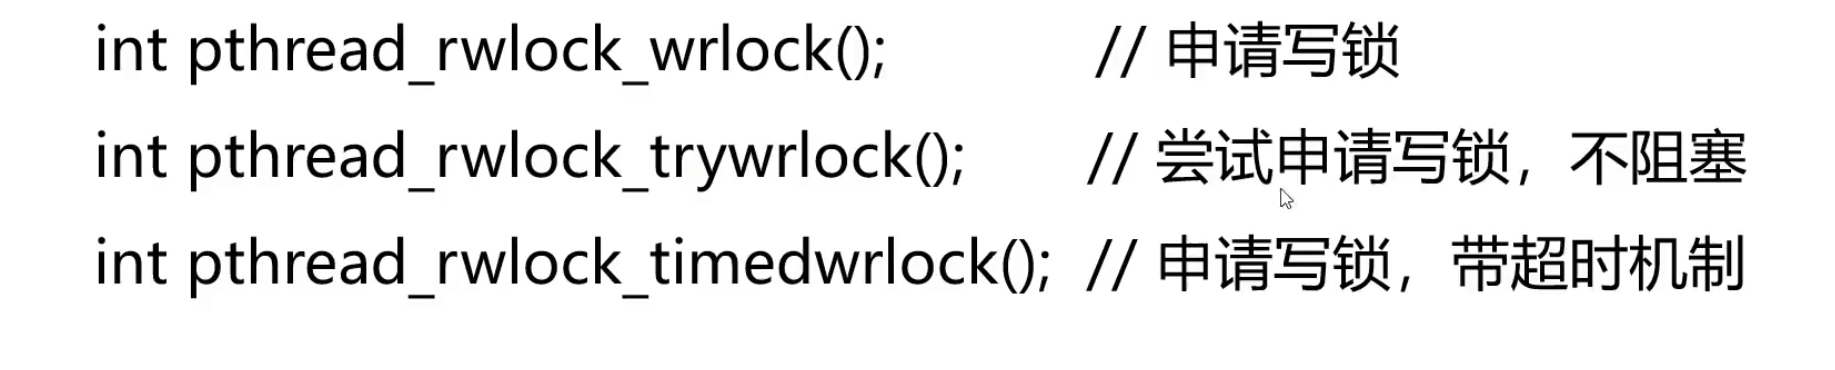 int pthread_rwlock_wrlock(); // 申请写锁
int pthread_rwlock_trywrlock(); // 尝试申请写锁，不阻塞
int pthread_rwlock_timedwrlock(); // 申请写锁，带超时机制